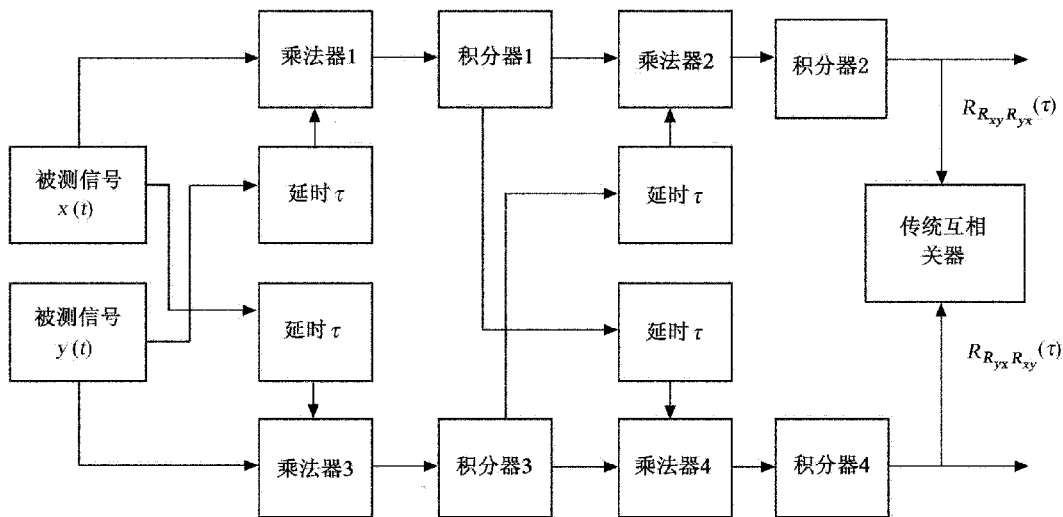 乘法器1
积分器1
乘法器2
积分器2
R_{R_{xy}R_{yx}}(τ)
被测信号
x(t)
延时τ
延时τ
传统互相
关器
被测信号
y(t)
延时τ
延时τ
R_{R_{yx}R_{xy}}(τ)
乘法器3
积分器3
乘法器4
积分器4